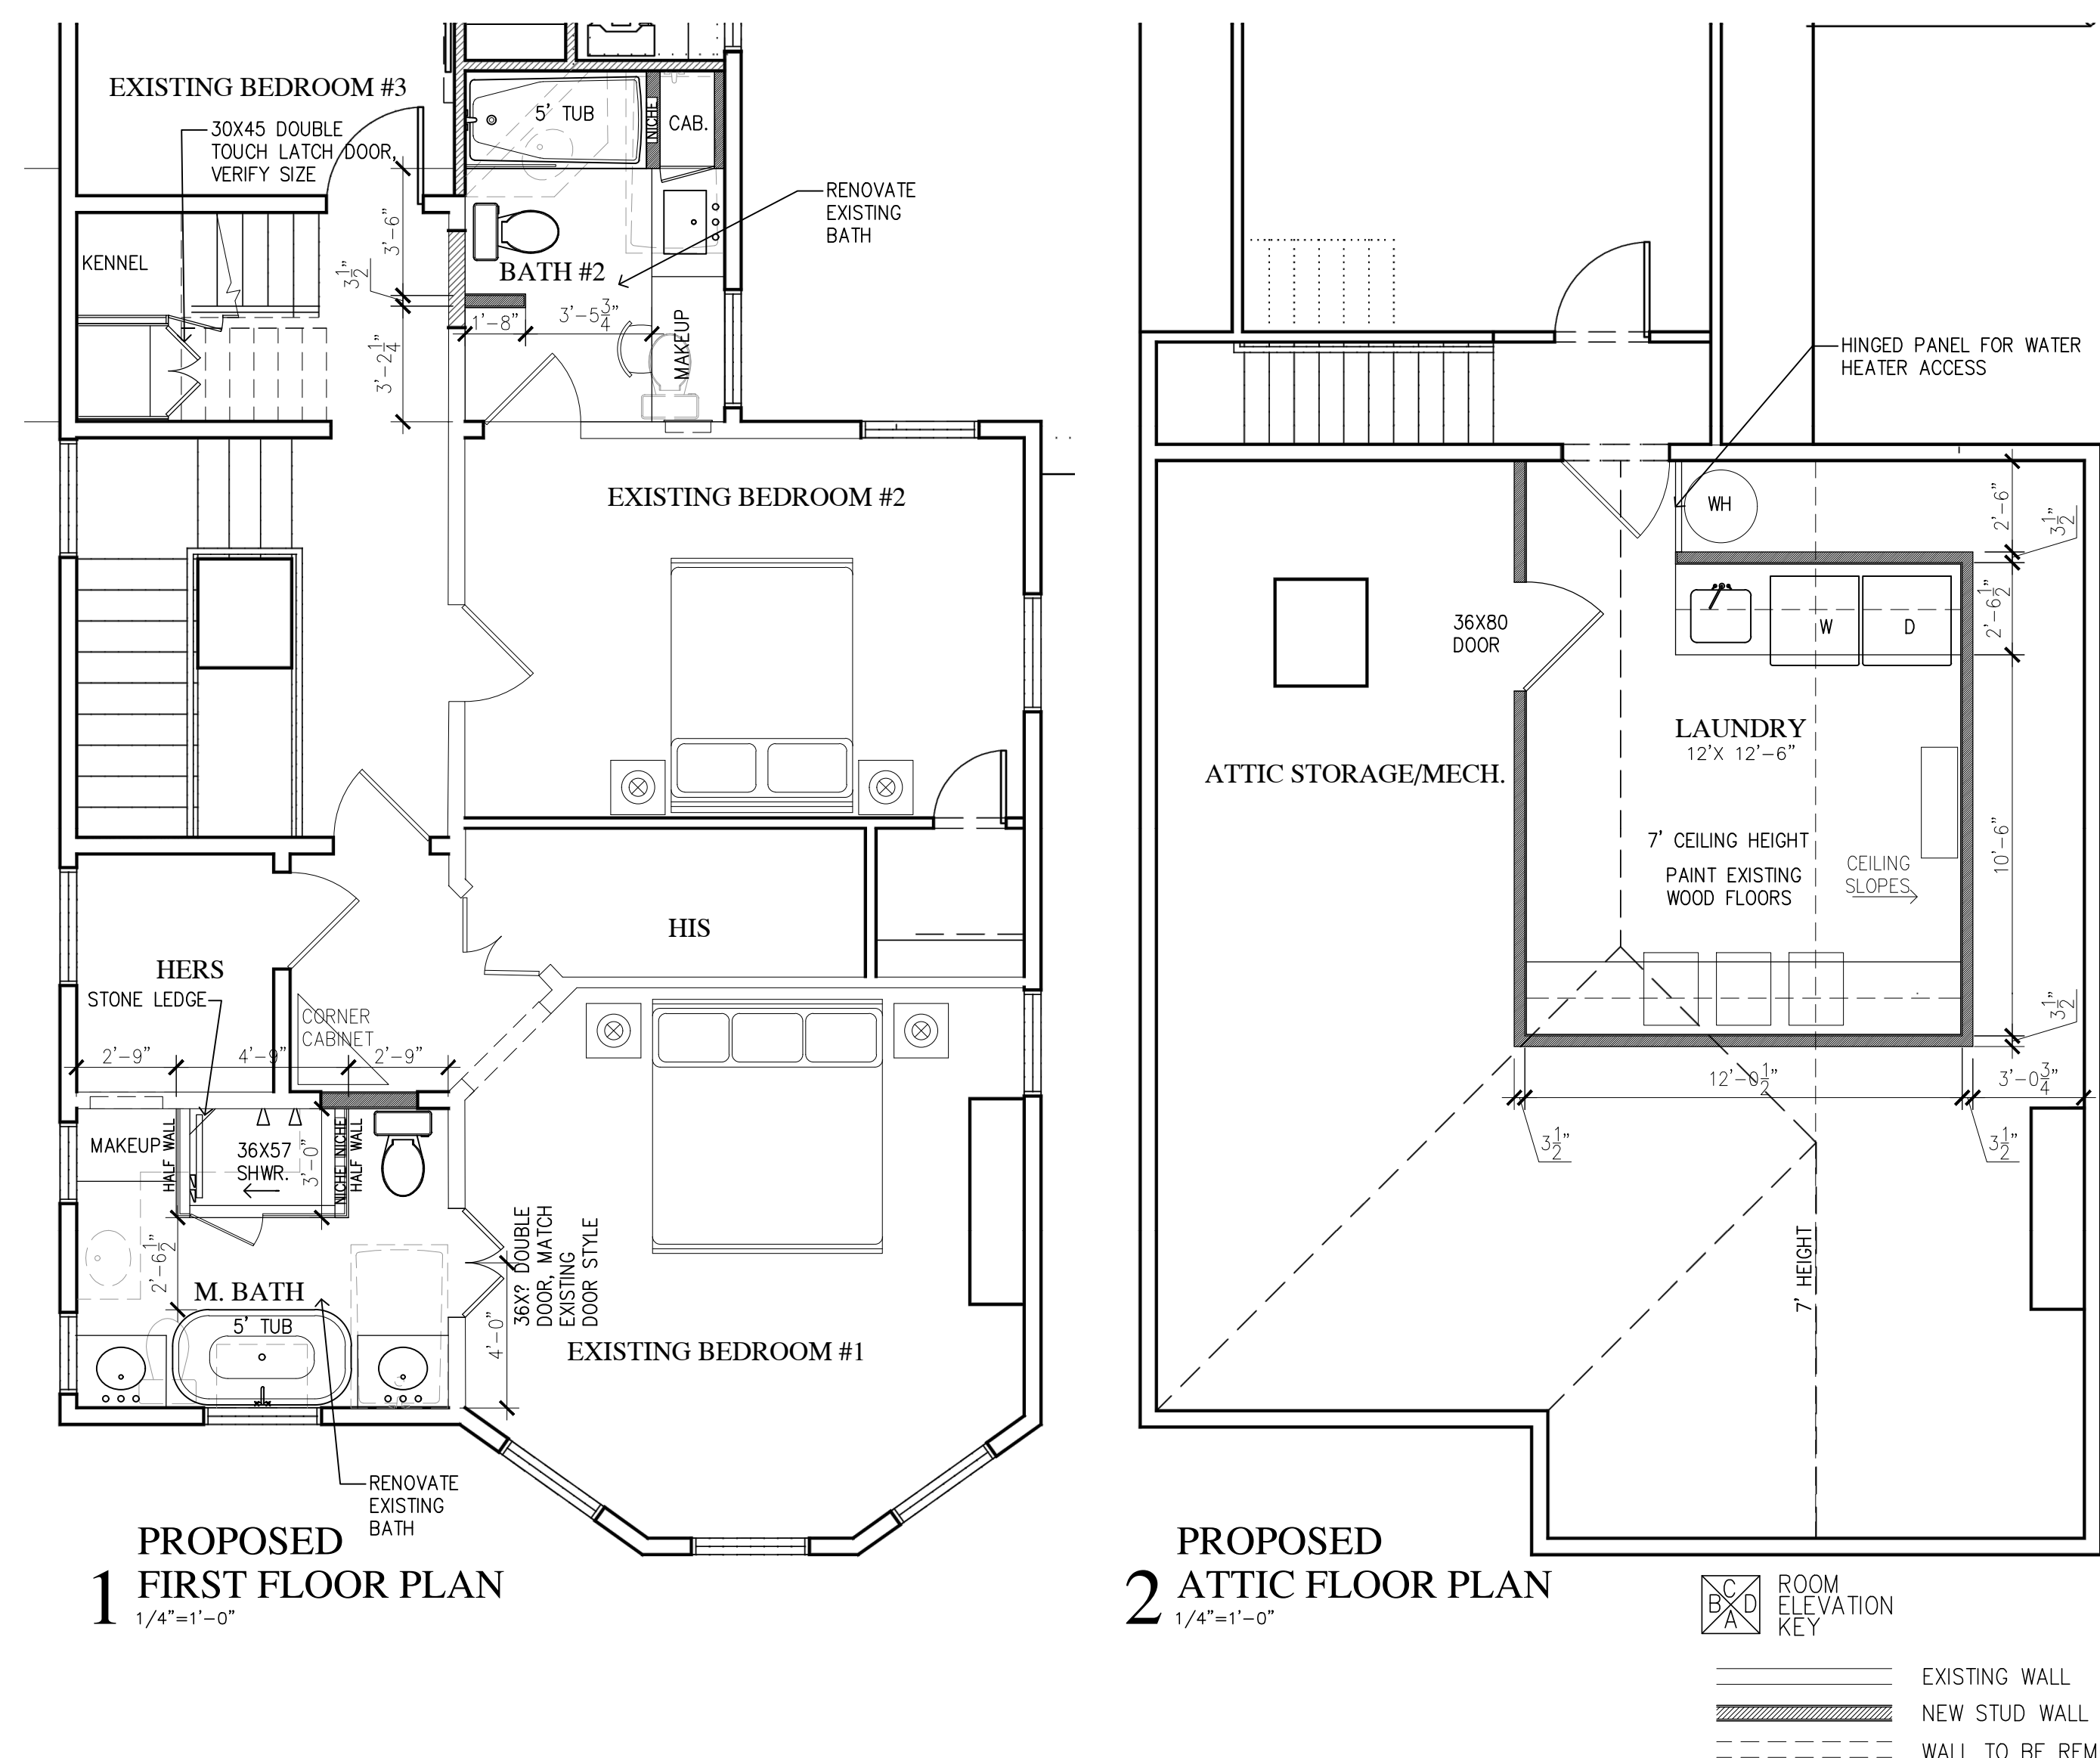 EXISTING BEDROOM #3
30X45 DOUBLE
TOUCH LATCH DOOR,
VERIFY SIZE
5' TUB
NICHE
CAB.
RENOVATE
EXISTING
BATH
KENNEL
3'-6"
3 1/2"
3'-2 1/4"
BATH #2
1'-8"
3'-5 3/4"
MAKEUP
EXISTING BEDROOM #2
HIS
HERS
STONE LEDGE
CORNER
CABINET
2'-9"
4'-9"
2'-9"
MAKEUP
HALF WALL
36X57
SHWR.
3'-0"
NICHE NICHE
HALF WALL
2'-6 1/2"
M. BATH
5' TUB
36X? DOUBLE
DOOR, MATCH
EXISTING
DOOR STYLE
4'-0"
EXISTING BEDROOM #1
RENOVATE
EXISTING
BATH
1
PROPOSED
FIRST FLOOR PLAN
1/4"=1'-0"
HINGED PANEL FOR WATER
HEATER ACCESS
WH
2'-6"
3 1/2"
2'-6 1/2"
36X80
DOOR
W
D
LAUNDRY
12'X 12'-6"
ATTIC STORAGE/MECH.
7' CEILING HEIGHT
PAINT EXISTING
WOOD FLOORS
CEILING
SLOPES
10'-6"
3 1/2"
12'-0 1/2"
3'-0 3/4"
3 1/2"
3 1/2"
7' HEIGHT
2
PROPOSED
ATTIC FLOOR PLAN
1/4"=1'-0"
C
B D
A
ROOM
ELEVATION
KEY
EXISTING WALL
NEW STUD WALL
WALL TO BE REM